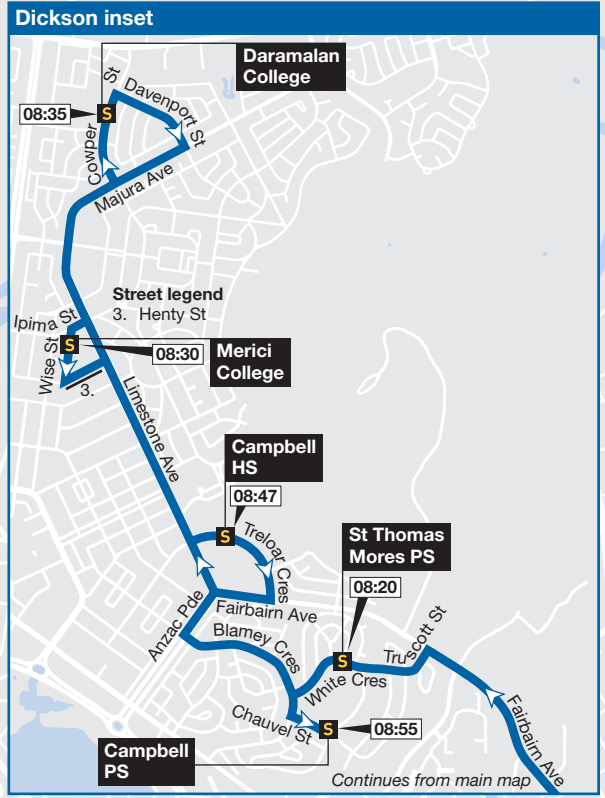 Dickson inset
Daramalan
College
08:35
S
Cowper St
Davenport St
Majura Ave
Street legend
3. Henty St
Ipima St
S
Wise St
3.
08:30
Merici
College
Limestone Ave
Campbell
HS
08:47
S
Treloar Cres
St Thomas
Mores PS
08:20
Fairbairn Ave
Anzac Pde
Blamey Cres
S
White Cres
Truscott St
Fairbairn Ave
Chauvel St
S
08:55
Campbell
PS
Continues from main map